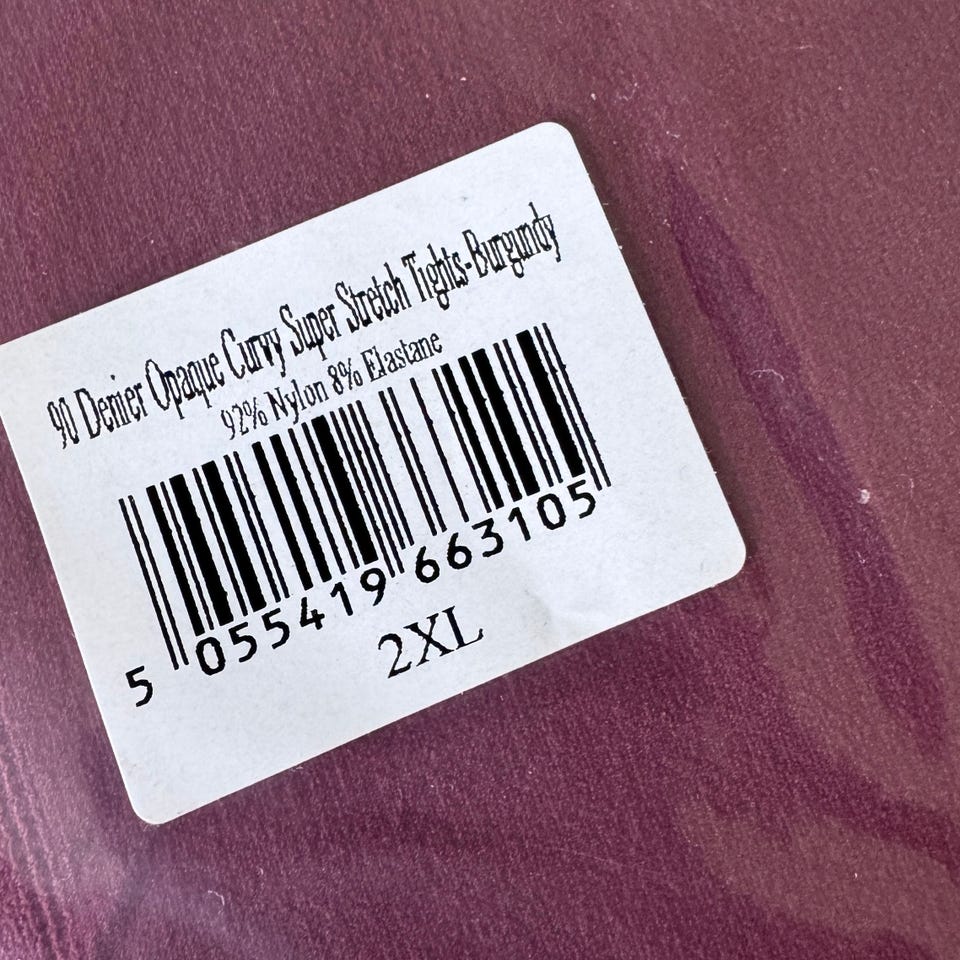 90 Denier Opaque Curvy Super Stretch Tights-Burgundy
92% Nylon 8% Elastane
5 055419 663105
2XL